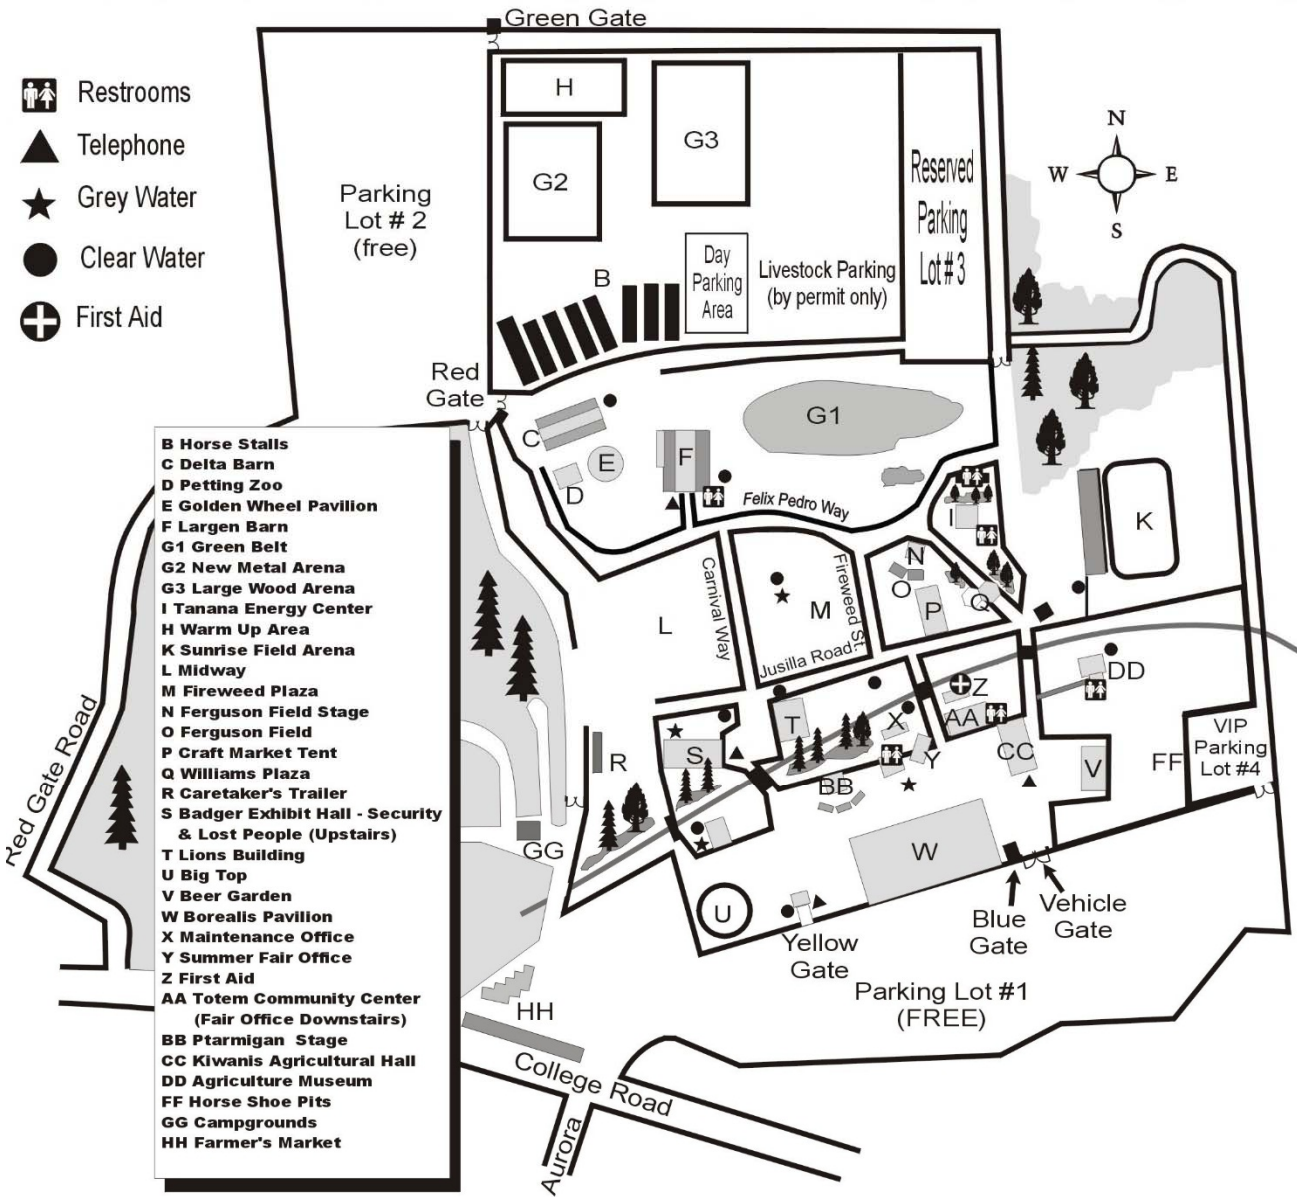 Green Gate
Restrooms
Telephone
Grey Water
Clear Water
First Aid
N
W
E
S
H
G3
G2
Parking
Lot # 2
(free)
Reserved
Parking
Lot # 3
B
Day
Parking
Area
Livestock Parking
(by permit only)
Red
Gate
G1
C
E
D
F
Felix Pedro Way
I
K
N
O
P
Q
L
Carnival Way
M
Fireweed St.
Jusilla Road
B Horse Stalls
C Delta Barn
D Petting Zoo
E Golden Wheel Pavilion
F Largen Barn
G1 Green Belt
G2 New Metal Arena
G3 Large Wood Arena
I Tanana Energy Center
H Warm Up Area
K Sunrise Field Arena
L Midway
M Fireweed Plaza
N Ferguson Field Stage
O Ferguson Field
P Craft Market Tent
Q Williams Plaza
R Caretaker's Trailer
S Badger Exhibit Hall - Security
& Lost People (Upstairs)
T Lions Building
U Big Top
V Beer Garden
W Borealis Pavilion
X Maintenance Office
Y Summer Fair Office
Z First Aid
AA Totem Community Center
(Fair Office Downstairs)
BB Ptarmigan Stage
CC Kiwanis Agricultural Hall
DD Agriculture Museum
FF Horse Shoe Pits
GG Campgrounds
HH Farmer's Market
Red Gate Road
DD
Z
AA
X
T
S
R
Y
CC
BB
V
FF
VIP
Parking
Lot #4
GG
W
U
Yellow
Gate
Blue
Gate
Vehicle
Gate
Parking Lot #1
(FREE)
HH
College Road
Aurora